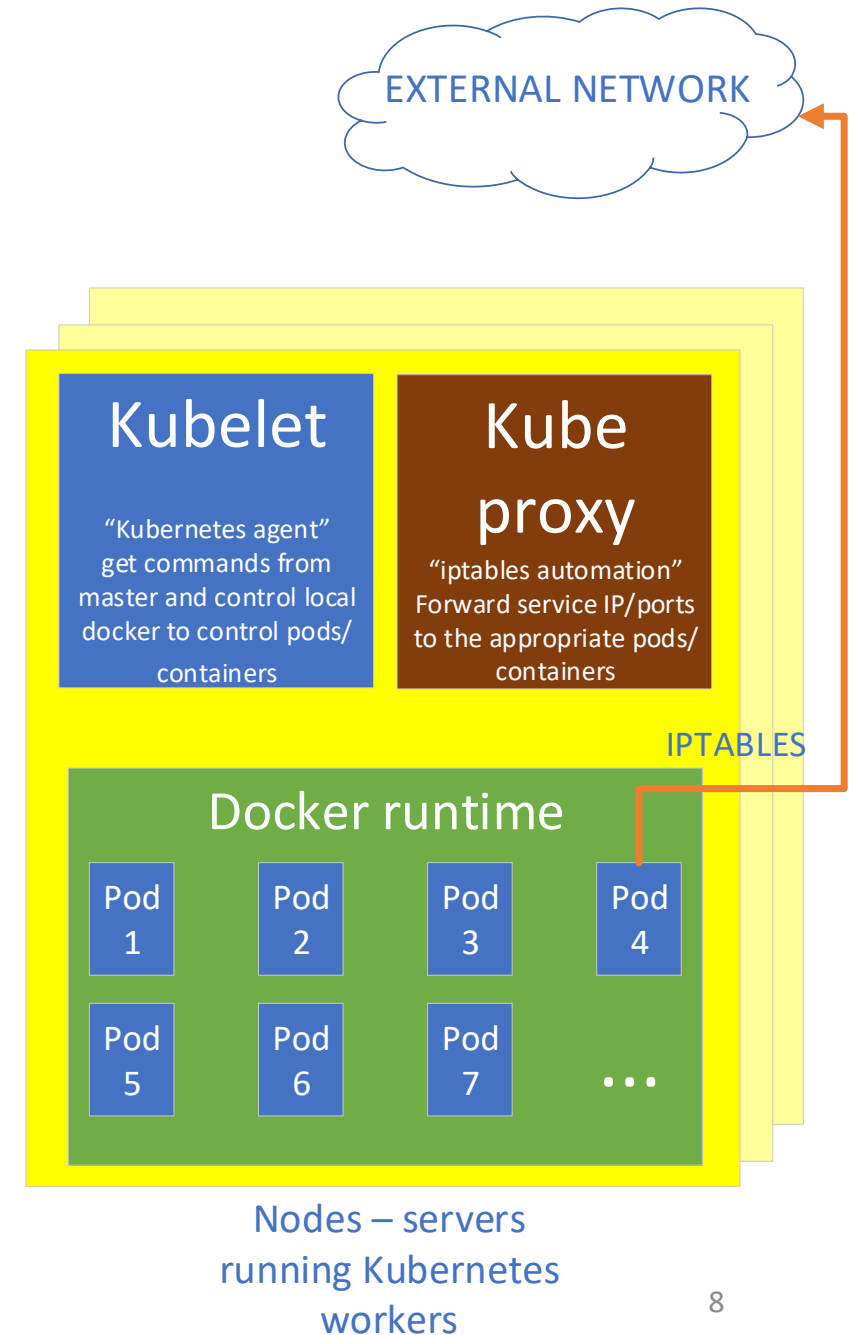 EXTERNAL NETWORK
Kubelet
“Kubernetes agent”
get commands from
master and control local
docker to control pods/
containers
Kube
proxy
“iptables automation”
Forward service IP/ports
to the appropriate pods/
containers
IPTABLES
Docker runtime
Pod
1
Pod
2
Pod
3
Pod
4
Pod
5
Pod
6
Pod
7
...
Nodes – servers
running Kubernetes
workers
8